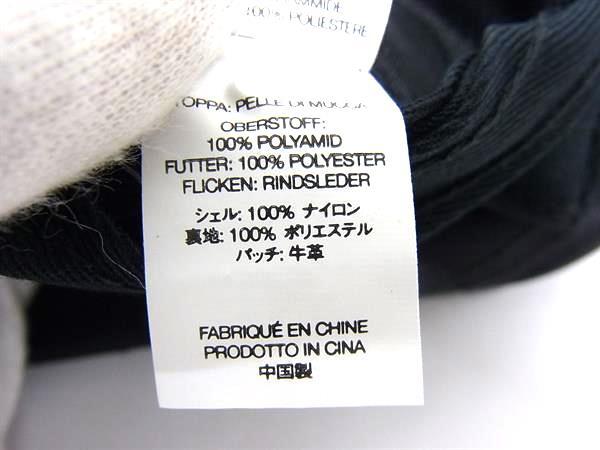 100% POLIESTERE
TOPPA: PELLE DI MUCCA
OBERSTOFF:
100% POLYAMID
FUTTER: 100% POLYESTER
FLICKEN: RINDSLEDER
シェル: 100% ナイロン
裏地: 100% ポリエステル
パッチ: 牛革
FABRIQUÉ EN CHINE
PRODOTTO IN CINA
中国製